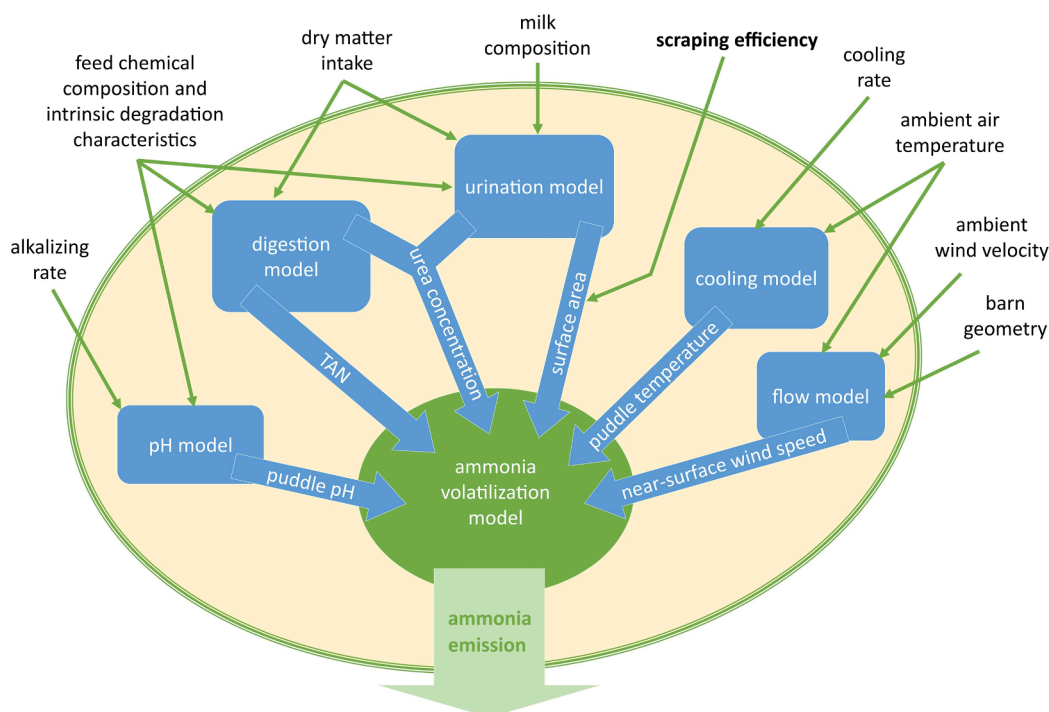 milk
composition
scraping efficiency
dry matter
intake
cooling
rate
feed chemical
composition and
intrinsic degradation
characteristics
ambient air
temperature
urination model
ambient
wind velocity
alkalizing
rate
digestion
model
cooling model
barn
geometry
urea concentration
surface area
TAN
puddle temperature
flow model
pH model
near-surface wind speed
puddle pH
ammonia
volatilization
model
ammonia
emission